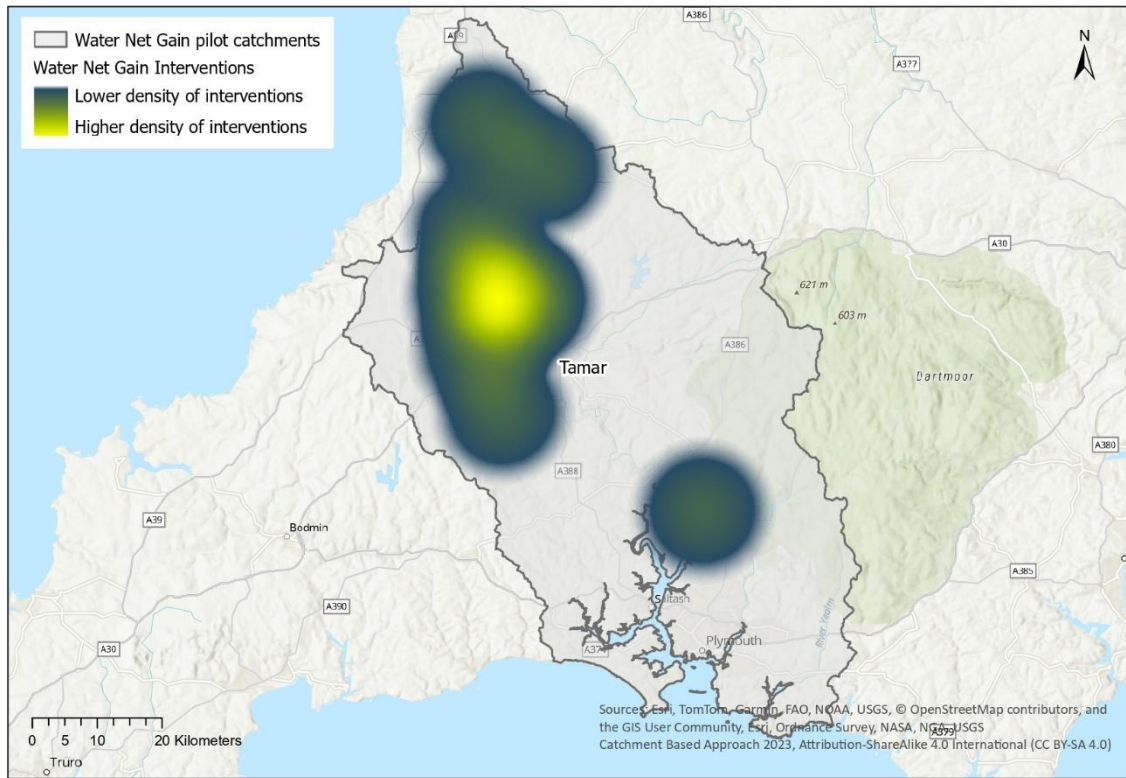 Water Net Gain pilot catchments
Water Net Gain Interventions
Lower density of interventions
Higher density of interventions
A386
N
A377
A39
A30
621 m
603 m
A386
Tamar
Dartmoor
A380
A388
A39
Bodmin
A385
A390
Saltash
River Yealm
Plymouth
A374
A30
Sources: Esri, TomTom, Garmin, FAO, NOAA, USGS, © OpenStreetMap contributors, and
the GIS User Community, Esri, Ordnance Survey, NASA, NGA, USGS
A379
Catchment Based Approach 2023, Attribution-ShareAlike 4.0 International (CC BY-SA 4.0)
0 5 10 20 Kilometers
Truro